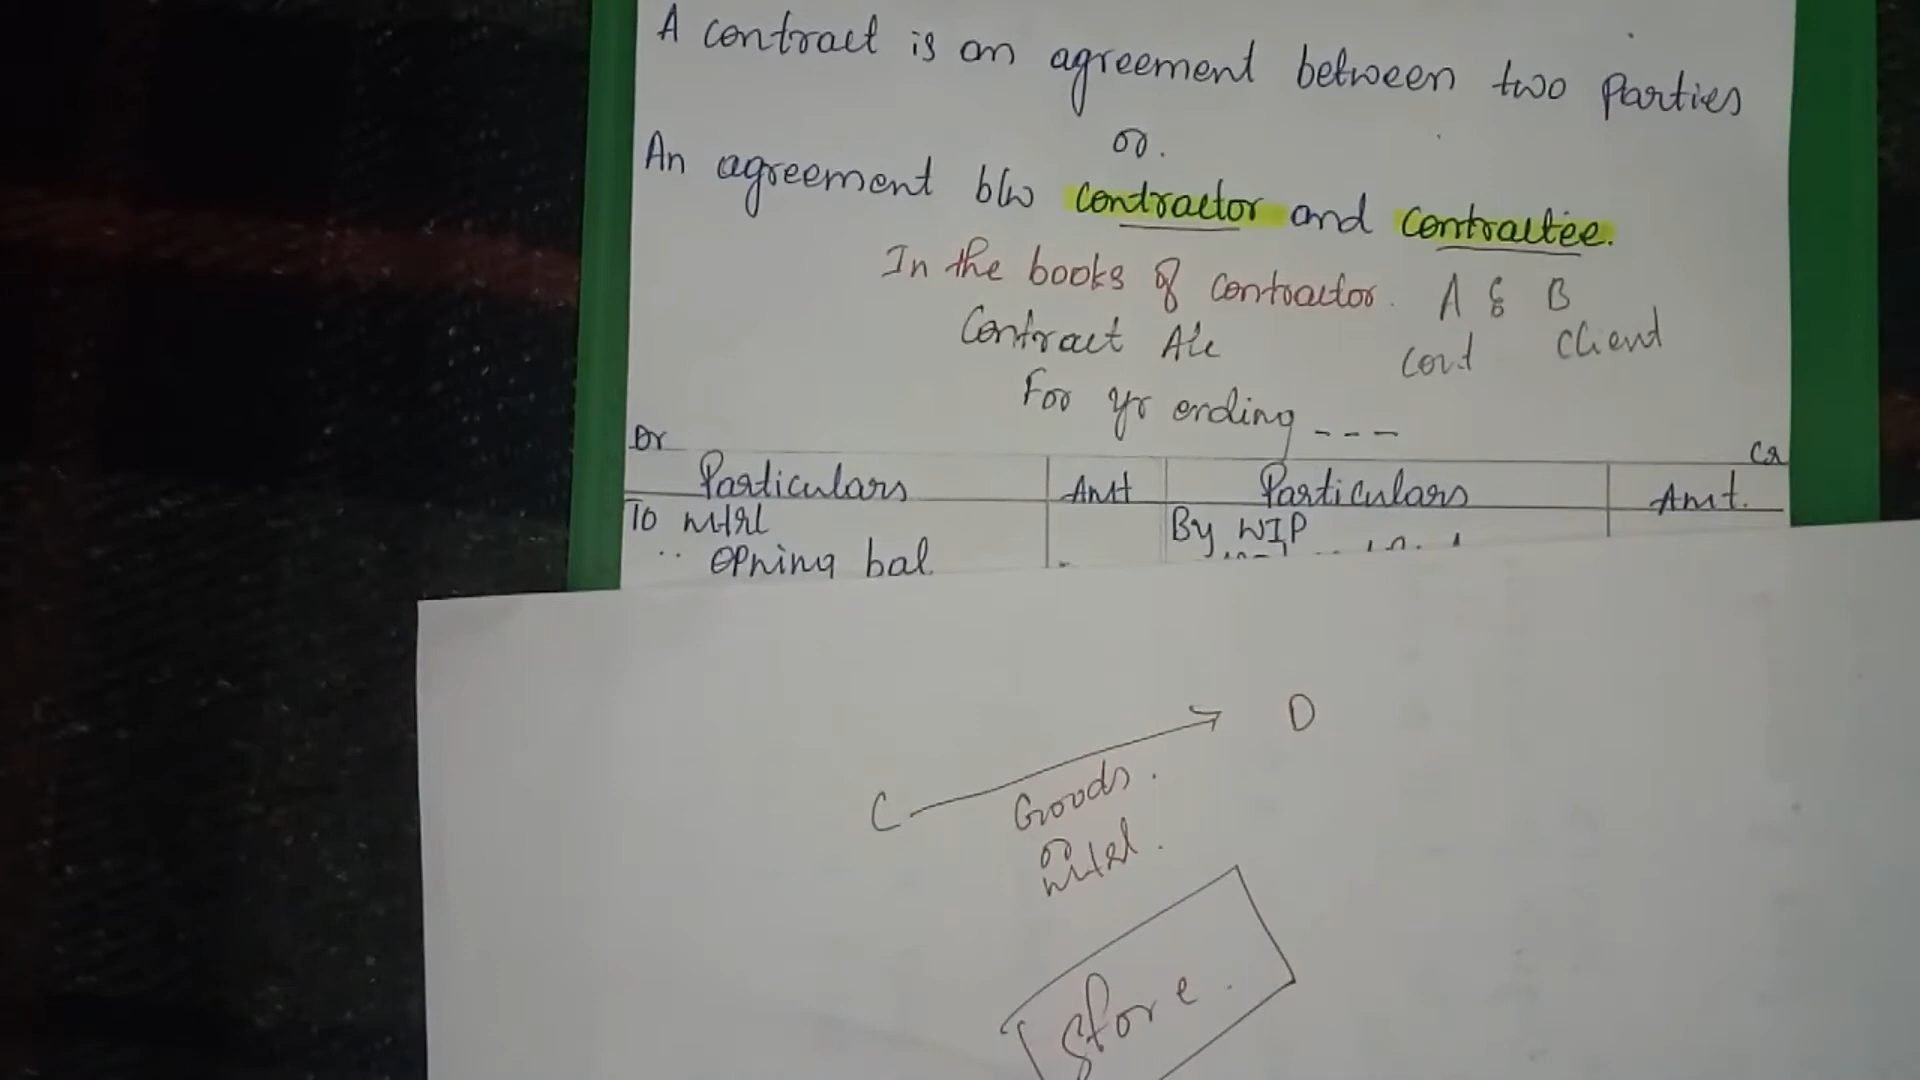 A contract is an agreement between two Parties
or.
An agreement b/w contractor and contractee.
In the books of contractor. A & B
Contract A/c Cont Client
For yr ending ---
Dr Cr
Particulars Amt Particulars Amt.
To mtrl By WIP
opning bal
D
C
Goods.
or
mtrl.
Store.